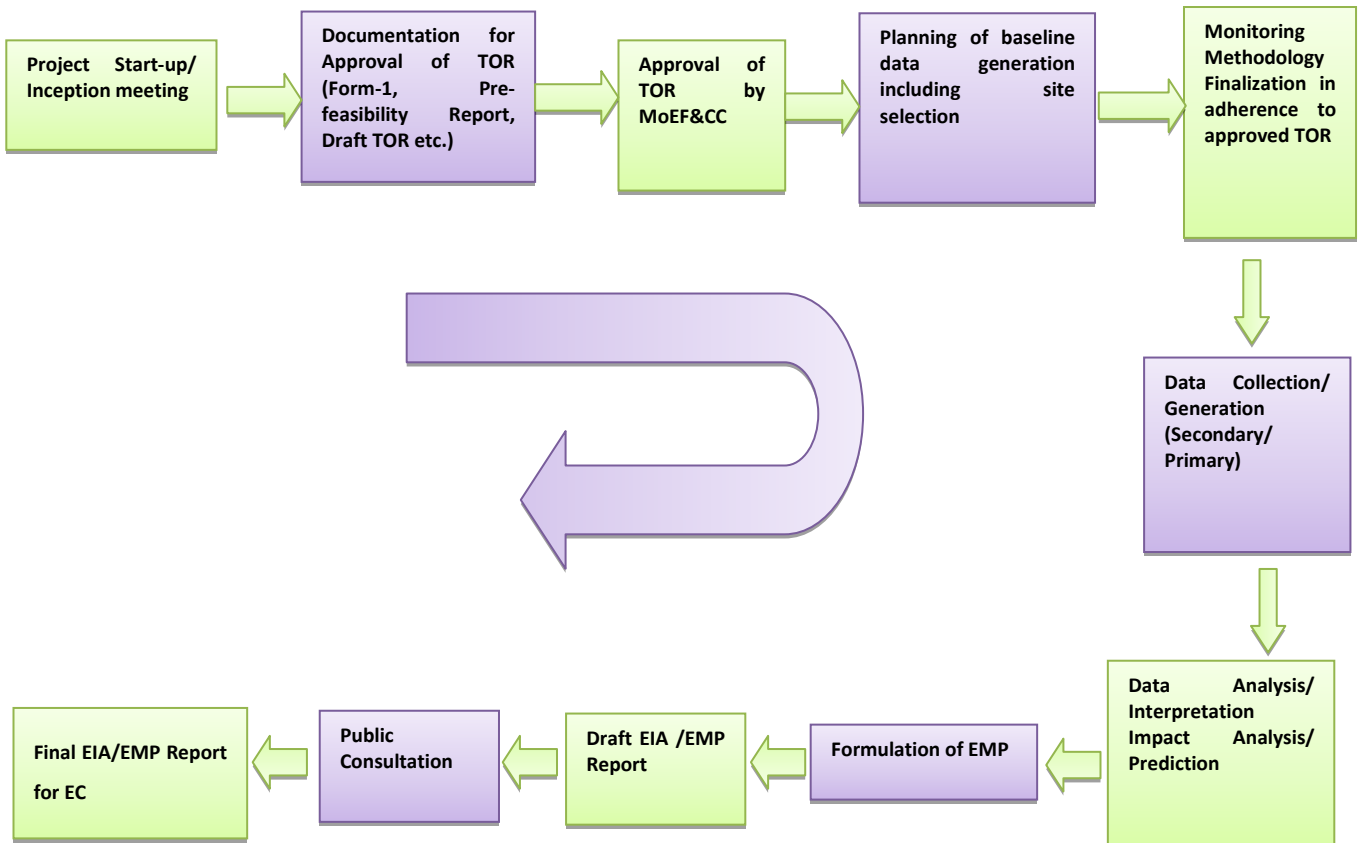 Project Start-up/
Inception meeting
Documentation for
Approval of TOR
(Form-1, Pre-
feasibility Report,
Draft TOR etc.)
Approval of
TOR by
MoEF&CC
Planning of baseline
data generation
including site
selection
Monitoring
Methodology
Finalization in
adherence to
approved TOR
Data Collection/
Generation
(Secondary/
Primary)
Data Analysis/
Interpretation
Impact Analysis/
Prediction
Formulation of EMP
Draft EIA /EMP
Report
Public
Consultation
Final EIA/EMP Report
for EC